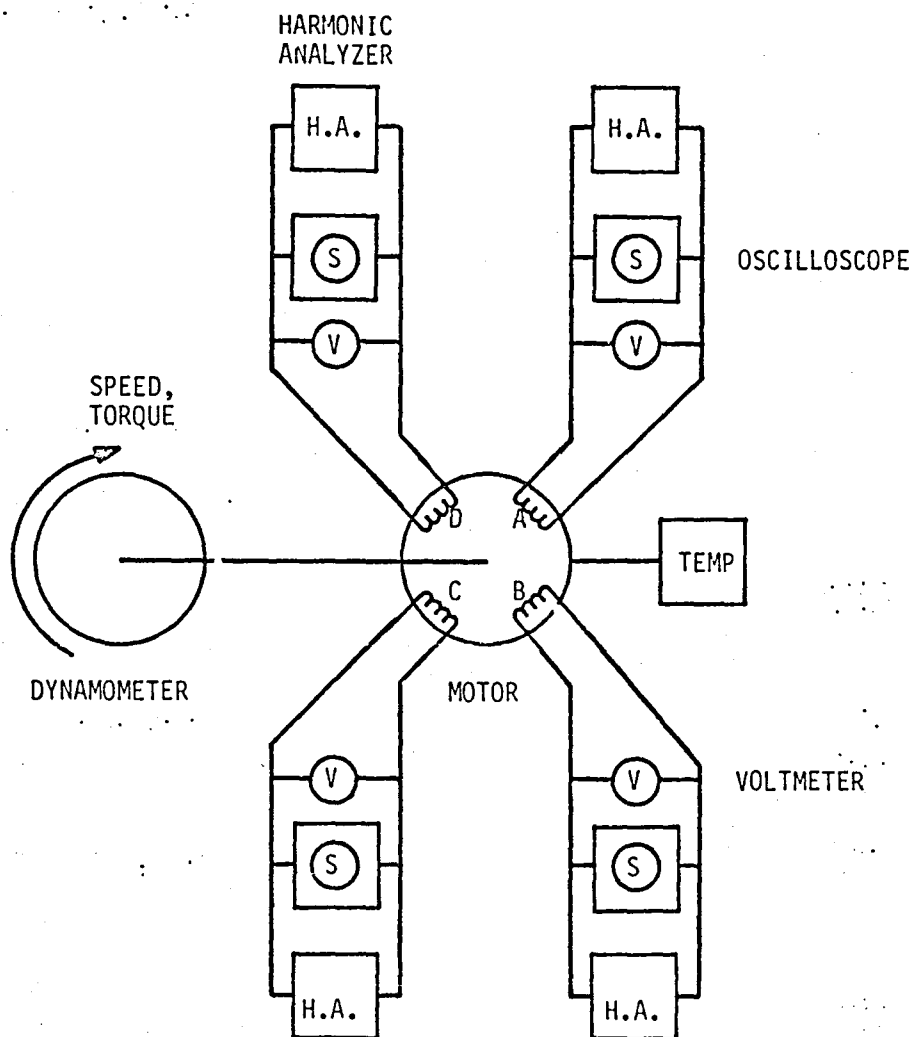 HARMONIC
ANALYZER
H.A.
H.A.
S
S
OSCILLOSCOPE
V
V
SPEED,
TORQUE
D
A
TEMP
C
B
DYNAMOMETER
MOTOR
V
V
VOLTMETER
S
S
H.A.
H.A.